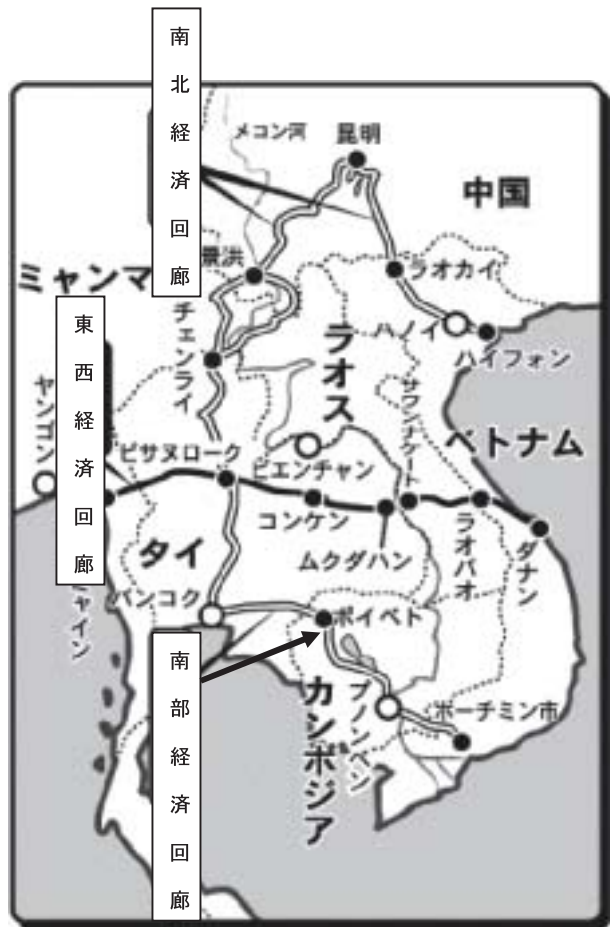 南北経済回廊
メコン河
昆明
中国
景洪
ミャンマ
ラオカイ
チェンライ
ハノイ
ハイフォン
東西経済回廊
ラオス
サワンナケート
ヤンゴン
ベトナム
ピサヌローク
ビエンチャン
コンケン
ムクダハン
ラオバオ
ダナン
タイ
バンコク
ポイペト
南部経済回廊
カンボジア
プノンペン
ホーチミン市